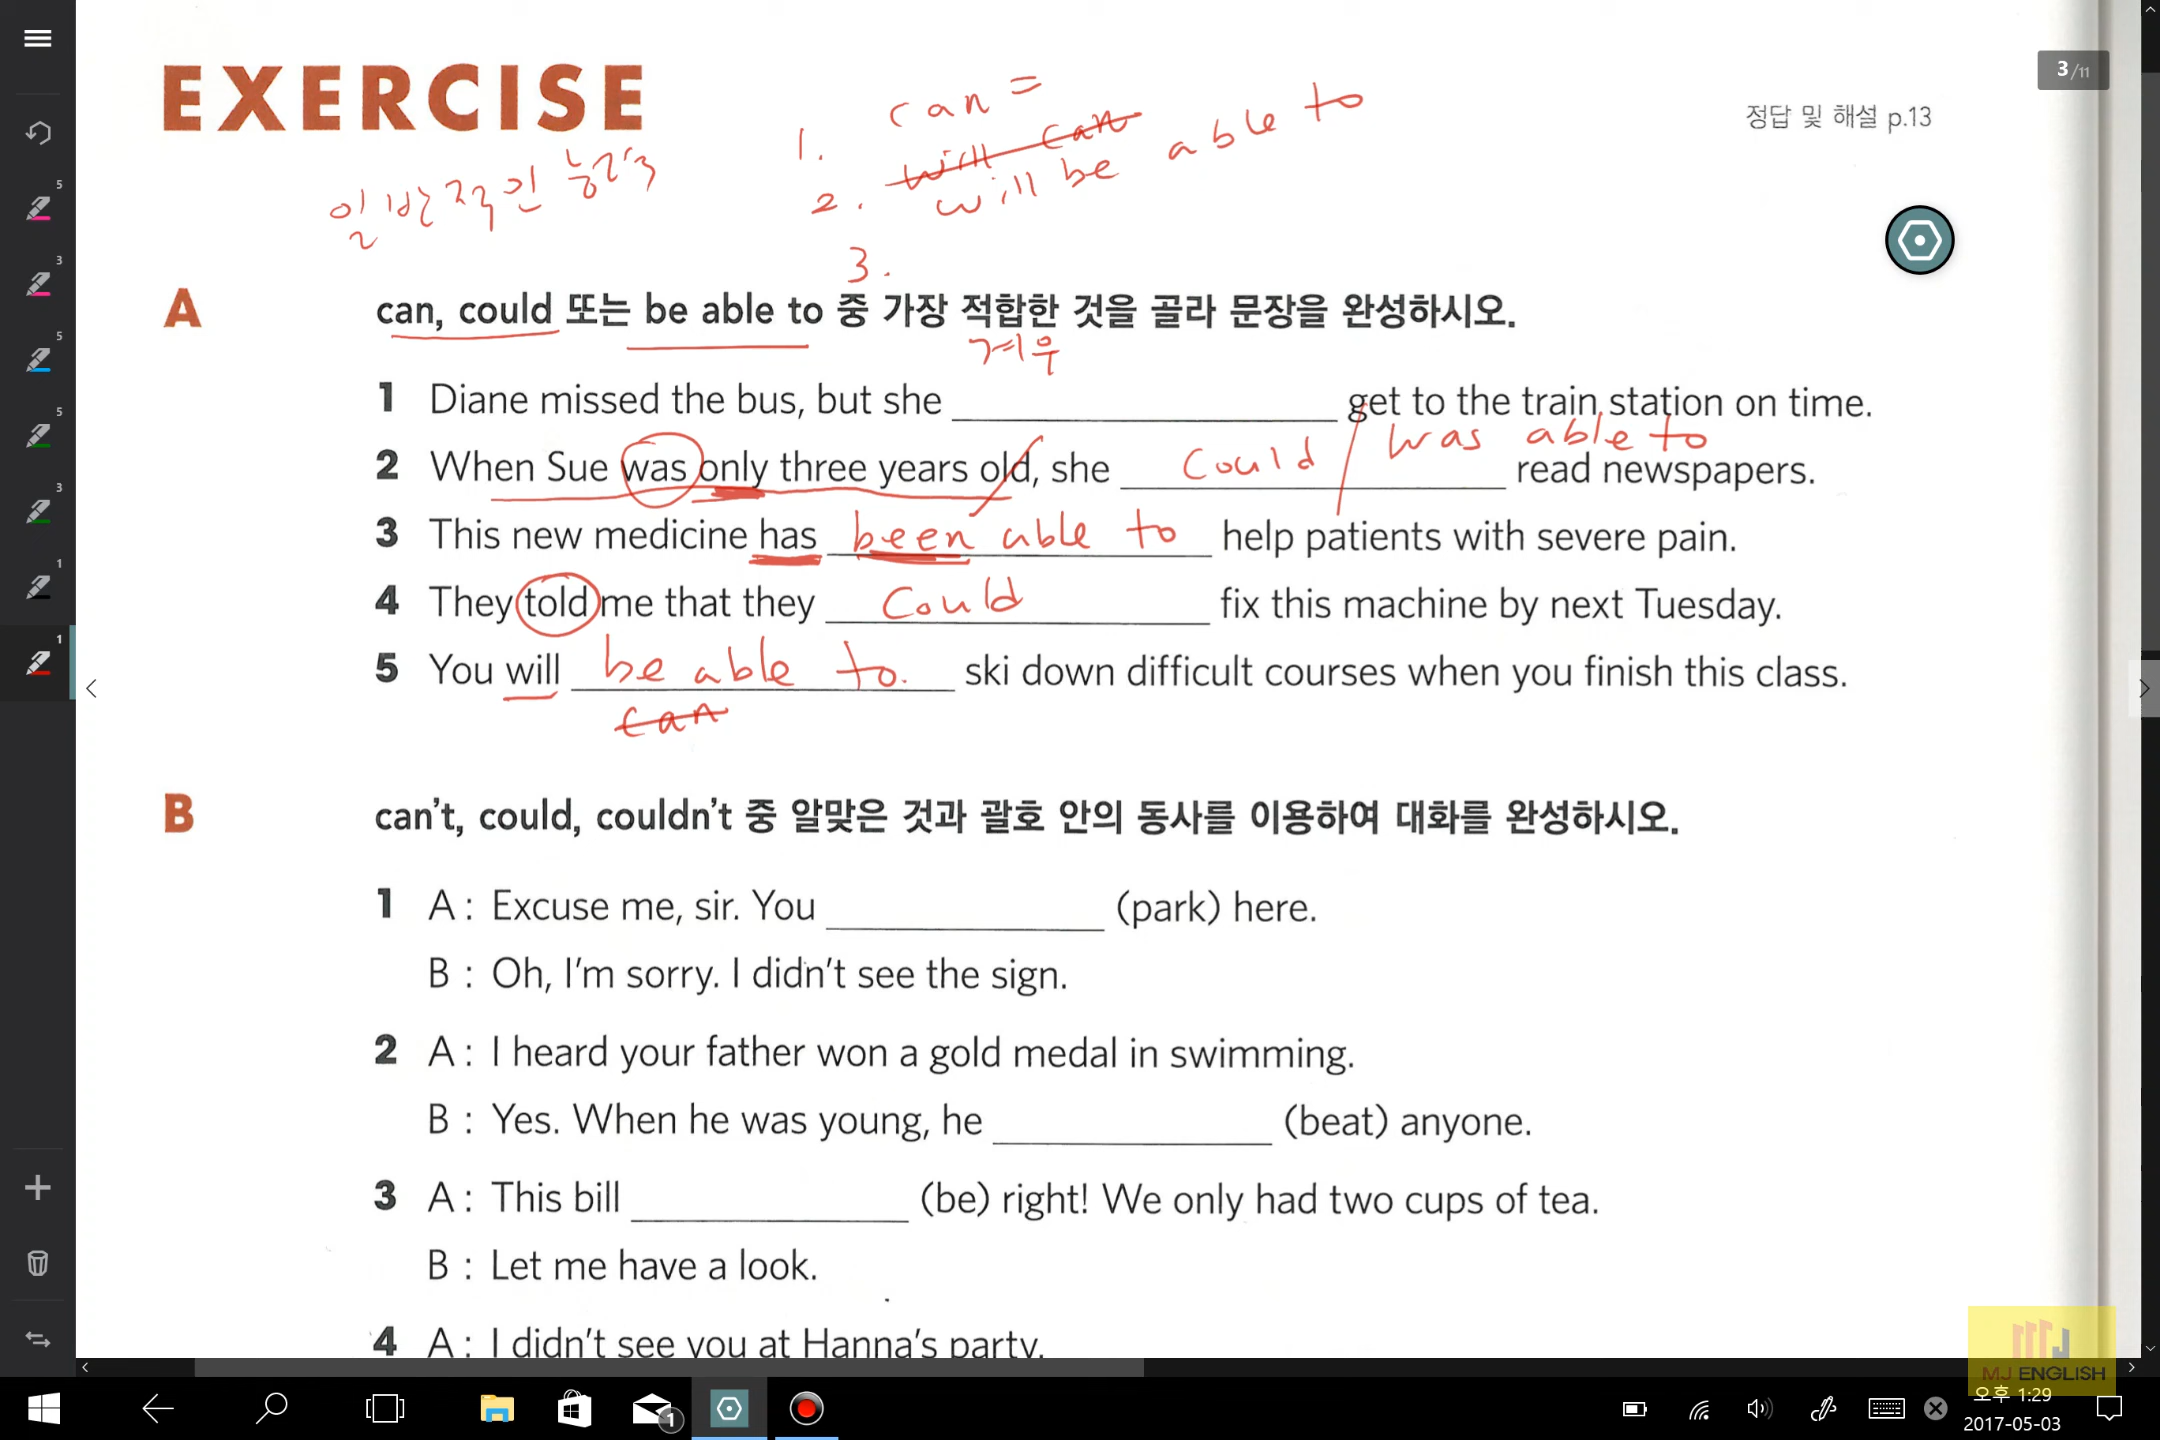 3/11
EXERCISE
정답 및 해설 p.13
일반적인 능력
1. can =
will can
2. will be able to
3.
A can, could 또는 be able to 중 가장 적합한 것을 골라 문장을 완성하시오.
겨우
1 Diane missed the bus, but she get to the train station on time.
was able to
2 When Sue was only three years old, she could / read newspapers.
3 This new medicine has been able to help patients with severe pain.
4 They told me that they could fix this machine by next Tuesday.
5 You will be able to. ski down difficult courses when you finish this class.
can
B can't, could, couldn't 중 알맞은 것과 괄호 안의 동사를 이용하여 대화를 완성하시오.
1 A : Excuse me, sir. You (park) here.
B : Oh, I'm sorry. I didn't see the sign.
2 A : I heard your father won a gold medal in swimming.
B : Yes. When he was young, he (beat) anyone.
3 A : This bill (be) right! We only had two cups of tea.
B : Let me have a look.
4 A : I didn't see you at Hanna's party.
5
3
5
5
3
1
1
MJ ENGLISH
1
오후 1:29
2017-05-03